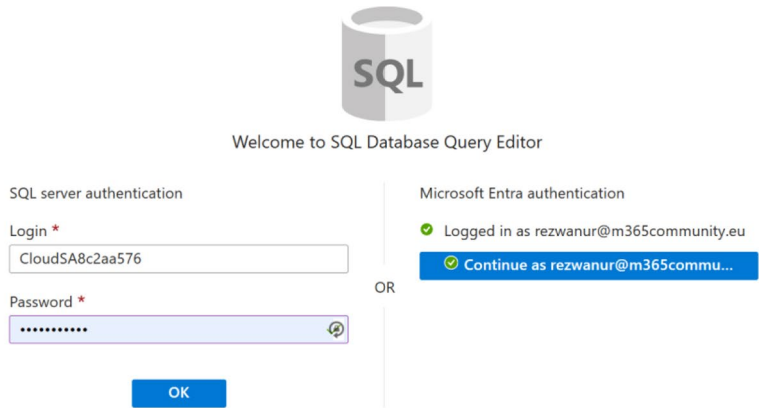 SQL
Welcome to SQL Database Query Editor
SQL server authentication
Login *
CloudSA8c2aa576
Password *
•••••••••••
OK
OR
Microsoft Entra authentication
Logged in as rezwanur@m365community.eu
Continue as rezwanur@m365commu...